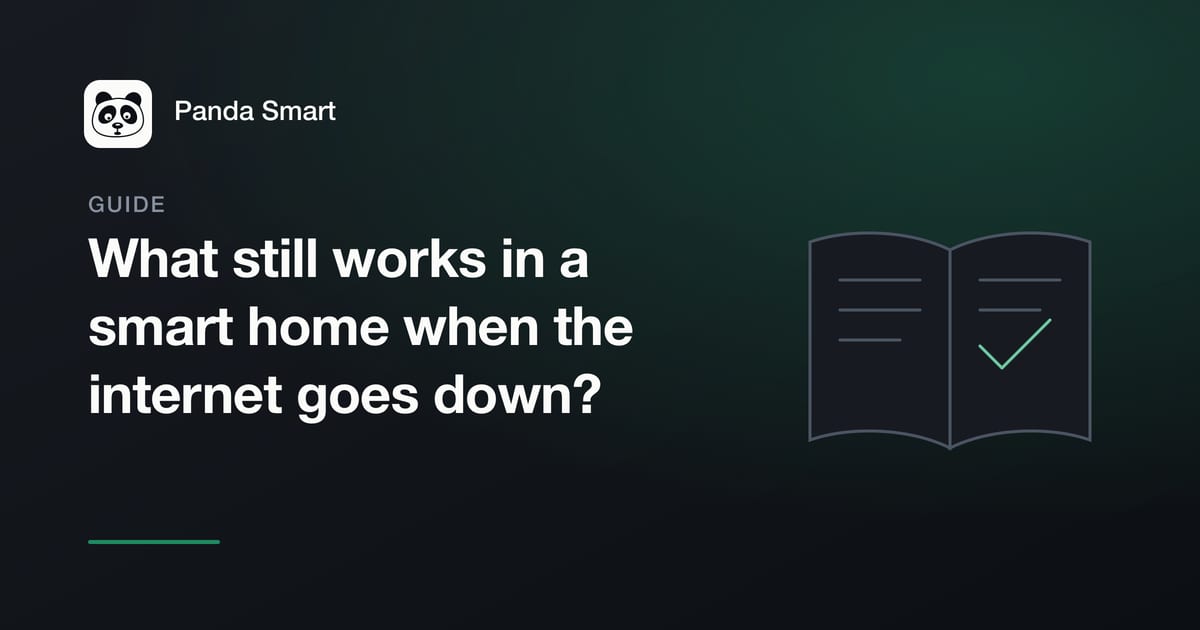 Panda Smart
GUIDE
What still works in a
smart home when the
internet goes down?